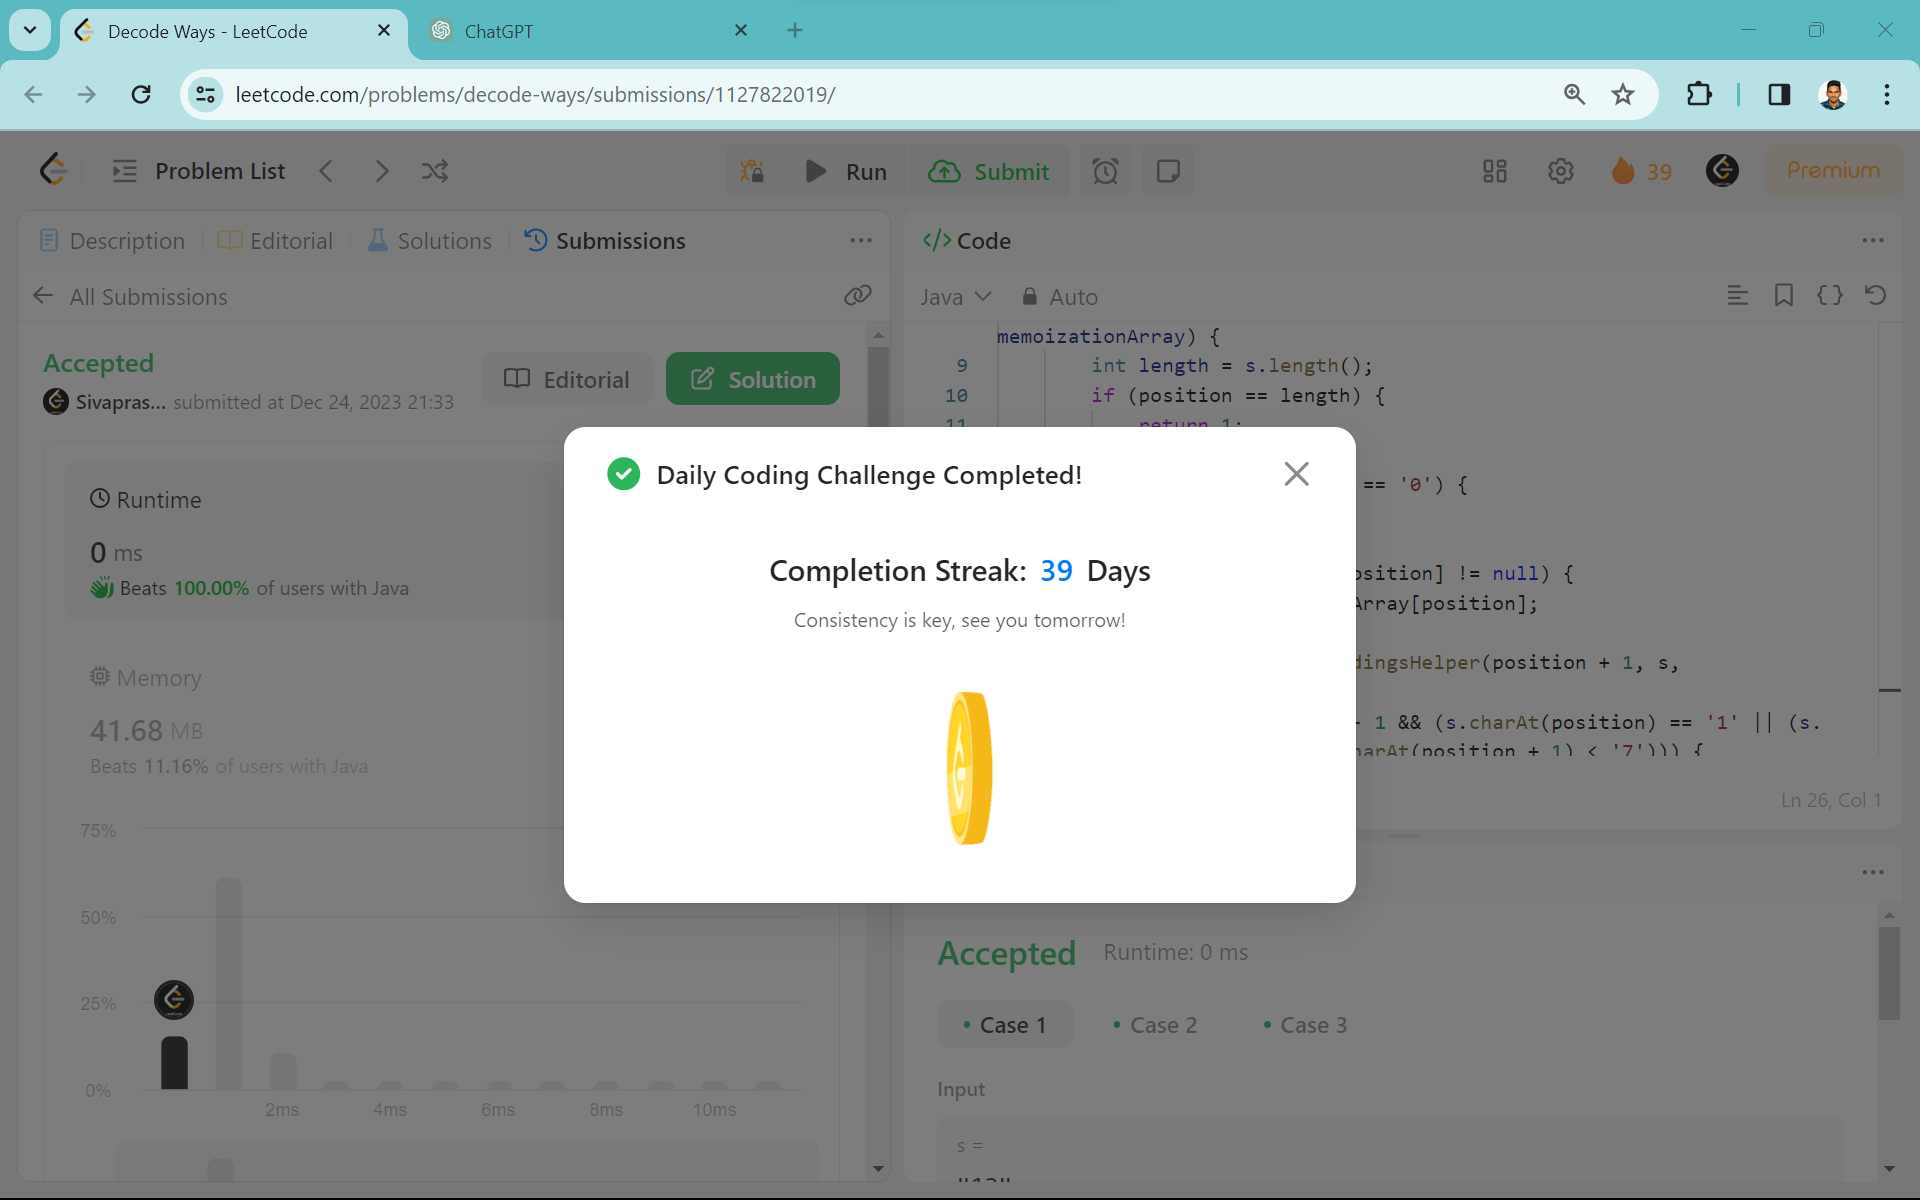 Decode Ways - LeetCode
ChatGPT
leetcode.com/problems/decode-ways/submissions/1127822019/
Problem List
Run
Submit
39
Premium
Description
Editorial
Solutions
Submissions
All Submissions
Accepted
Sivapras... submitted at Dec 24, 2023 21:33
Editorial
Solution
Runtime
0 ms
Beats 100.00% of users with Java
Memory
41.68 MB
Beats 11.16% of users with Java
75%
50%
25%
0%
2ms 4ms 6ms 8ms 10ms
Daily Coding Challenge Completed!
Completion Streak: 39 Days
Consistency is key, see you tomorrow!
</> Code
Java
Auto
memoizationArray) {
9 int length = s.length();
10 if (position == length) {
11 return 1;
== '0') {
position] != null) {
Array[position];
dingsHelper(position + 1, s,
- 1 && (s.charAt(position) == '1' || (s.
harAt(position + 1) < '7'))) {
Ln 26, Col 1
Accepted Runtime: 0 ms
• Case 1 • Case 2 • Case 3
Input
s =
"12"